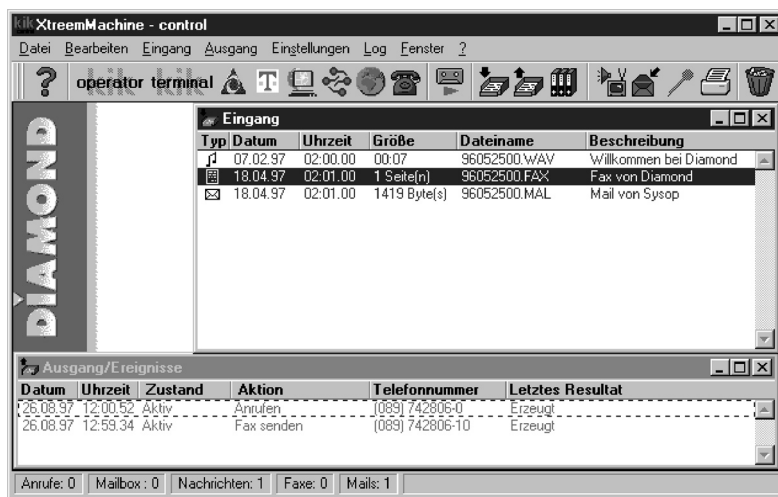 kik XtreemMachine - control
Datei Bearbeiten Eingang Ausgang Einstellungen Log Fenster ?
? operator terminal T
DIAMOND
Eingang
Typ Datum Uhrzeit Größe Dateiname Beschreibung
07.02.97 02:00.00 00:07 96052500.WAV Willkommen bei Diamond
18.04.97 02:01.00 1 Seite(n) 96052500.FAX Fax von Diamond
18.04.97 02:01.00 1419 Byte(s) 96052500.MAL Mail von Sysop
Ausgang/Ereignisse
Datum Uhrzeit Zustand Aktion Telefonnummer Letztes Resultat
26.08.97 12:00.52 Aktiv Anrufen (089) 742806-0 Erzeugt
26.08.97 12:59.34 Aktiv Fax senden (089) 742806-10 Erzeugt
Anrufe: 0 Mailbox : 0 Nachrichten: 1 Faxe: 0 Mails: 1